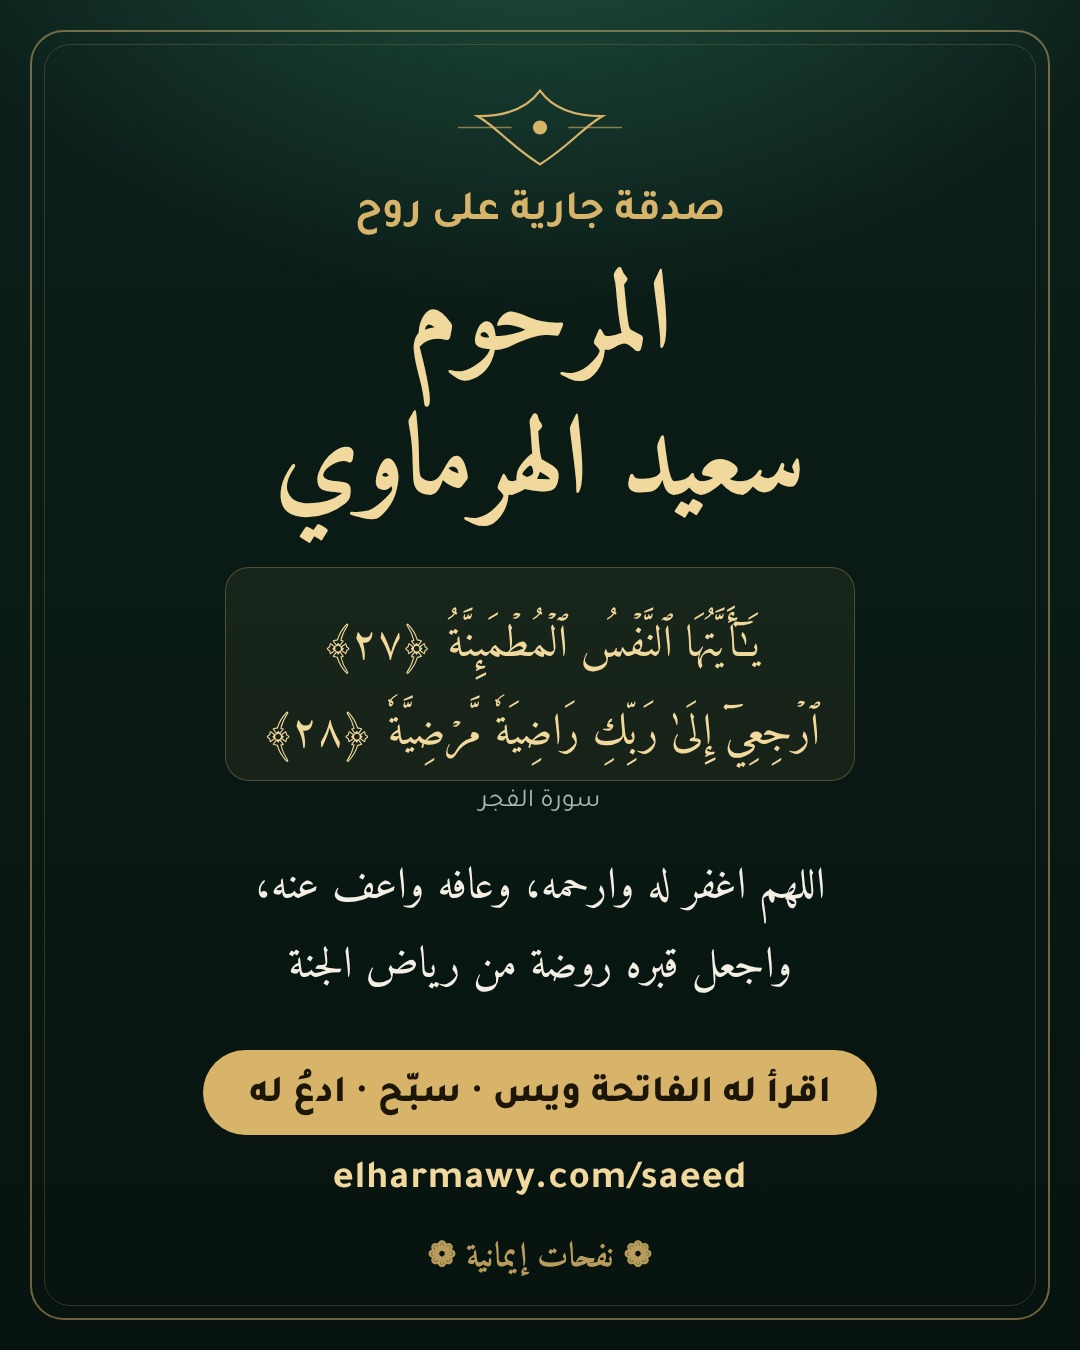 صدقة جارية على روح
المرحوم
سعيد الهرماوي
يَـٰٓأَيَّتُهَا ٱلنَّفْسُ ٱلْمُطْمَئِنَّةُ ﴿٢٧﴾
ٱرْجِعِىٓ إِلَىٰ رَبِّكِ رَاضِيَةً مَّرْضِيَّةً ﴿٢٨﴾
سورة الفجر
اللهم اغفر له وارحمه، وعافه واعف عنه،
واجعل قبره روضة من رياض الجنة
اقرأ له الفاتحة ويس · سبّح · ادعُ له
elharmawy.com/saeed
❁ نفحات إيمانية ❁